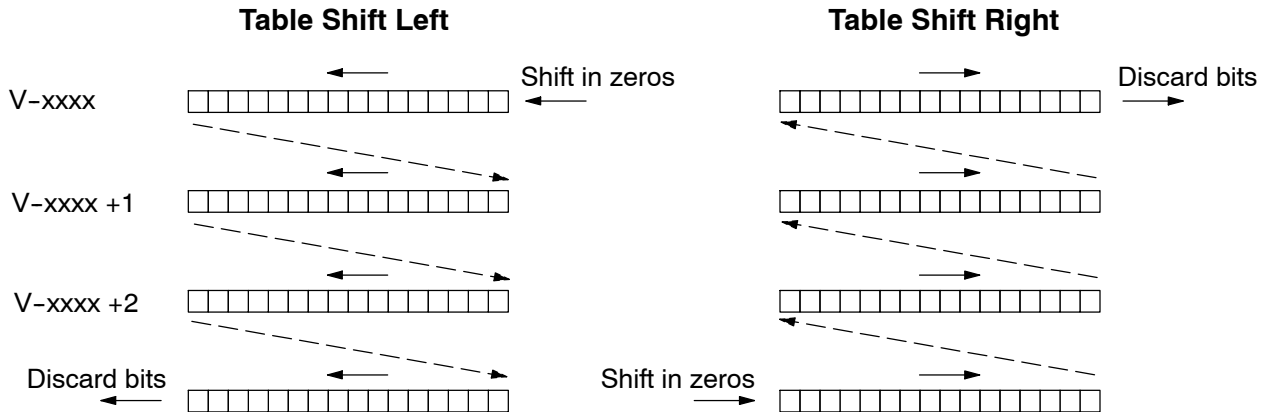 Table Shift Left
Table Shift Right
V-xxxx
Shift in zeros
Discard bits
V-xxxx +1
V-xxxx +2
Discard bits
Shift in zeros